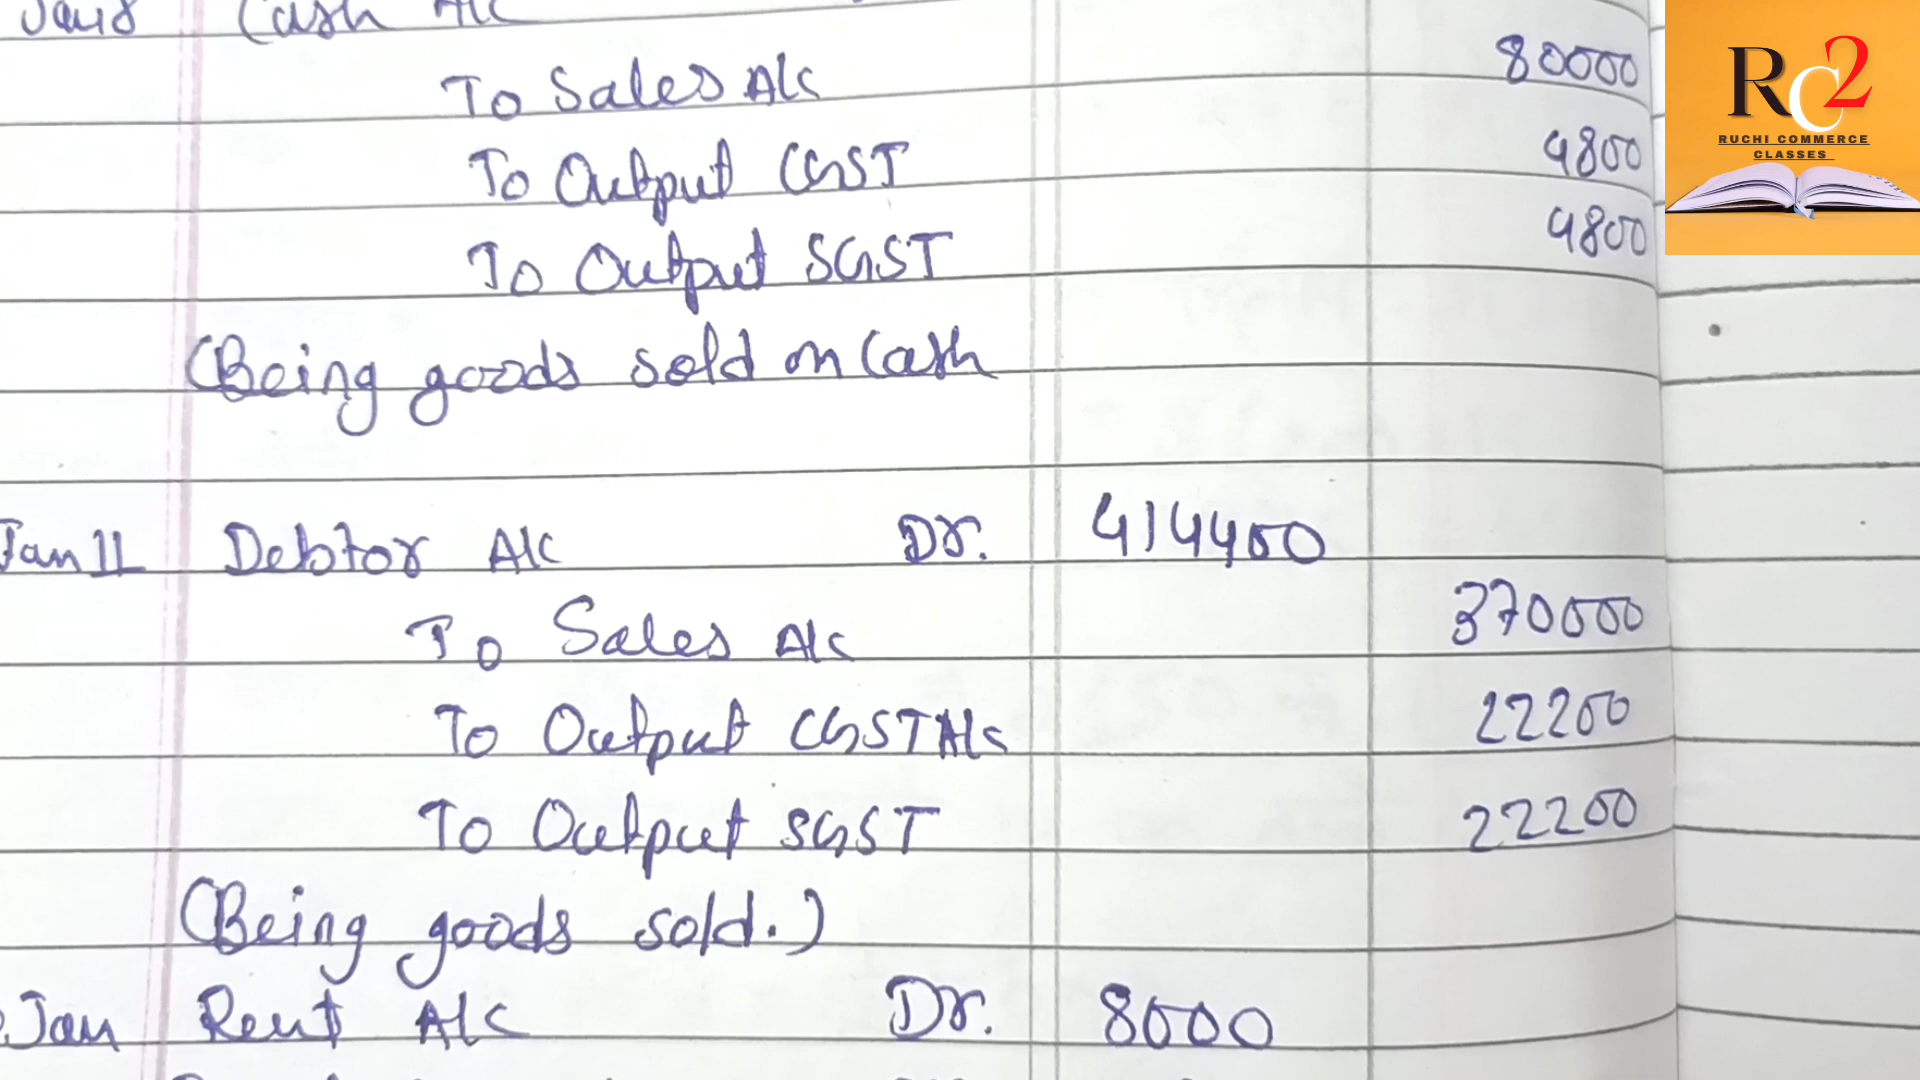 Cash A/c
To Sales A/c 80000
To Output CGST 4800
To Output SGST 4800
(Being goods sold on Cash
Jan 11 Debtor A/c Dr. 414400
To Sales A/c 370000
To Output CGST A/c 22200
To Output SGST 22200
(Being goods sold.)
Jan Rent A/c Dr. 8000
RC2
RUCHI COMMERCE
CLASSES